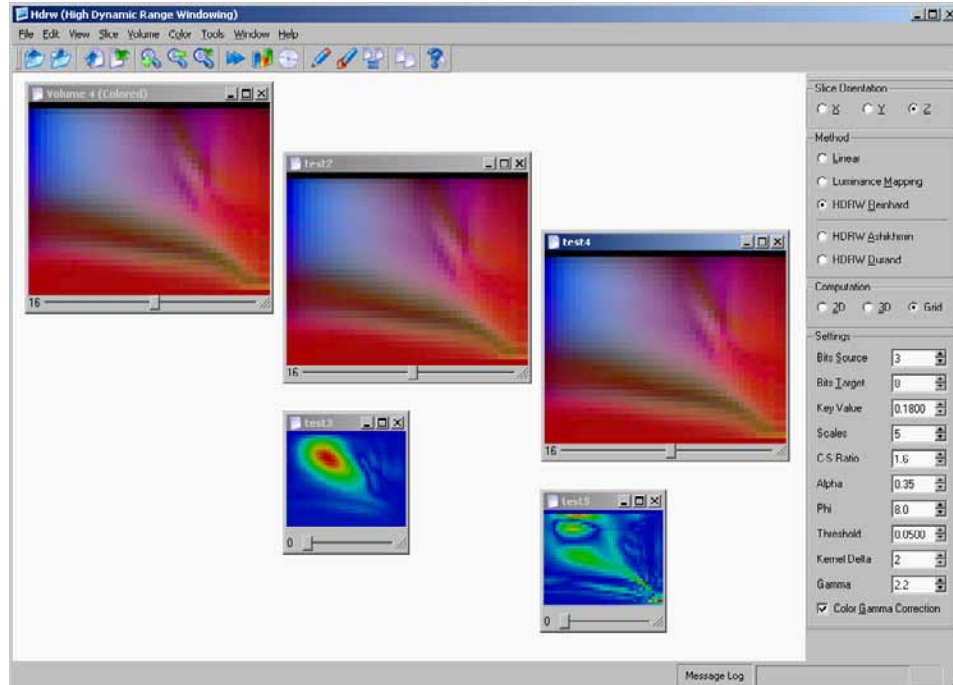 Hdrw (High Dynamic Range Windowing)
File Edit View Slice Volume Color Tools Window Help
Volume 4 (Colored)
16
test2
16
test4
16
test3
0
test5
0
Slice Orientation
X Y Z
Method
Linear
Luminance Mapping
HDRW Reinhard
HDRW Ashikhmin
HDRW Durand
Computation
2D 3D Grid
Settings
Bits Source 3
Bits Target 8
Key Value 0.1800
Scales 5
C-S Ratio 1.6
Alpha 0.35
Phi 8.0
Threshold 0.0500
Kernel Delta 2
Gamma 2.2
Color Gamma Correction
Message Log